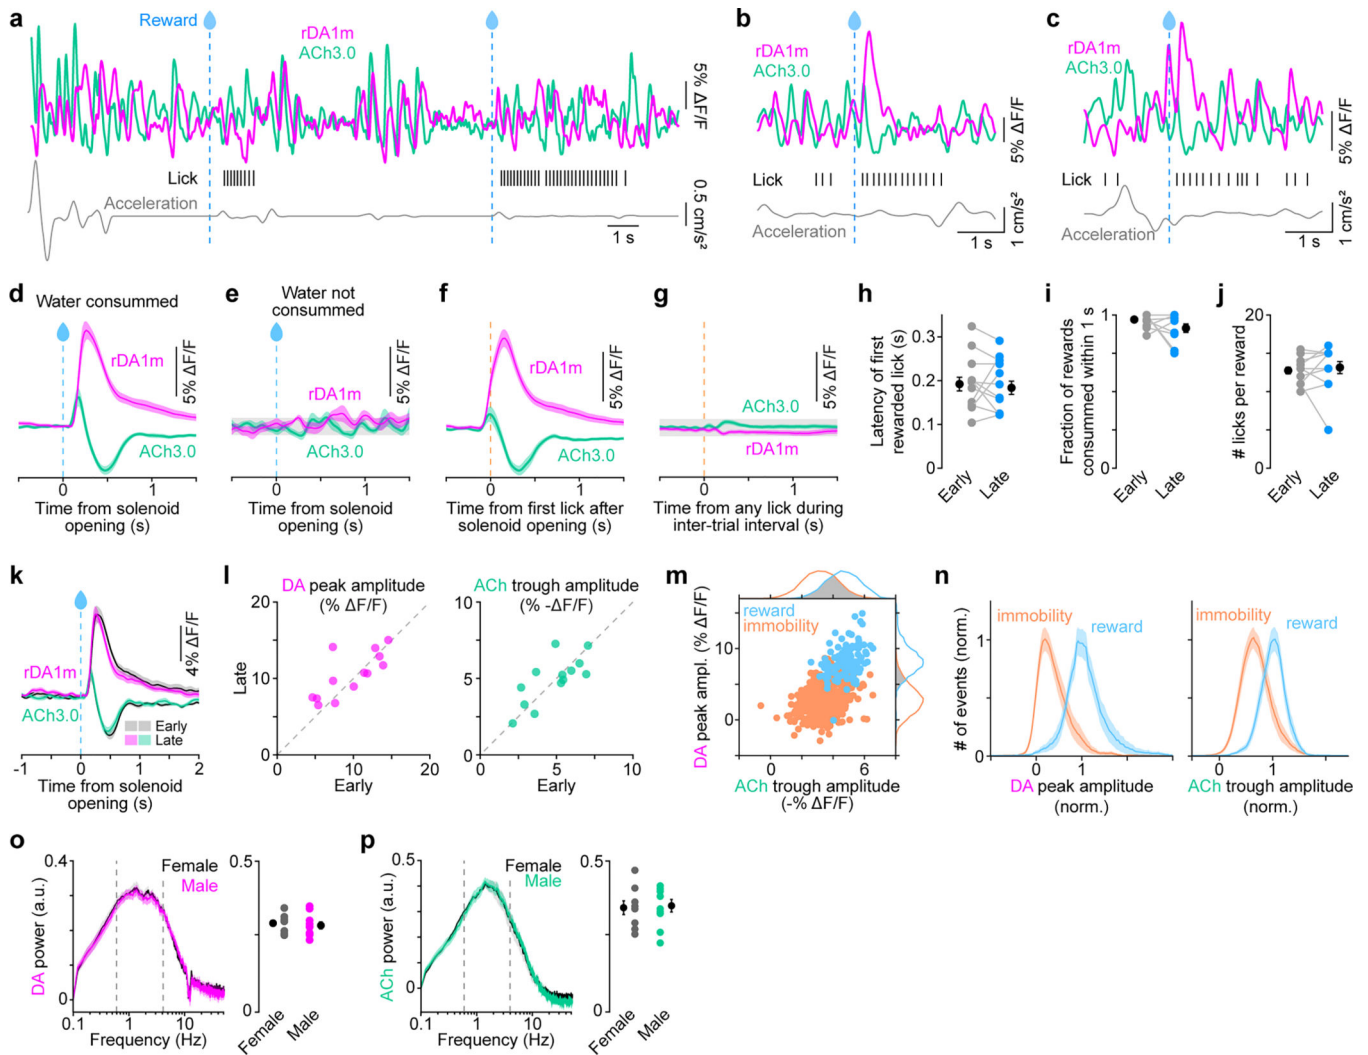 a
Reward
rDA1m
ACh3.0
5% ΔF/F
Lick
Acceleration
0.5 cm/s²
1 s
b
rDA1m
ACh3.0
5% ΔF/F
Lick
Acceleration
1 s
1 cm/s²
c
rDA1m
ACh3.0
5% ΔF/F
Lick
Acceleration
1 s
1 cm/s²
d
Water consummed
rDA1m
ACh3.0
5% ΔF/F
0
1
Time from solenoid
opening (s)
e
Water not
consummed
rDA1m
ACh3.0
5% ΔF/F
0
1
Time from solenoid
opening (s)
f
rDA1m
ACh3.0
5% ΔF/F
0
1
Time from first lick after
solenoid opening (s)
g
ACh3.0
rDA1m
5% ΔF/F
0
1
Time from any lick during
inter-trial interval (s)
h
Latency of first
rewarded lick (s)
0.3
0.2
0.1
0
Early
Late
i
Fraction of rewards
consummed within 1 s
1
0
Early
Late
j
# licks per reward
20
10
0
Early
Late
k
rDA1m
ACh3.0
4% ΔF/F
Early
Late
-1
0
1
2
Time from solenoid
opening (s)
l
DA peak amplitude
(% ΔF/F)
Late
20
10
0
0
10
20
Early
ACh trough amplitude
(% -ΔF/F)
10
5
0
0
5
10
Early
m
DA peak ampl. (% ΔF/F)
reward
immobility
10
0
0
6
ACh trough amplitude
(-% ΔF/F)
n
# of events (norm.)
immobility
reward
1
0
0
1
DA peak amplitude
(norm.)
immobility
reward
0
1
ACh trough amplitude
(norm.)
o
DA power (a.u.)
Female
Male
0.4
0
0.1
1
10
Frequency (Hz)
0.5
0
Female
Male
p
ACh power (a.u.)
Female
Male
0.5
0
0.1
1
10
Frequency (Hz)
0.5
0
Female
Male